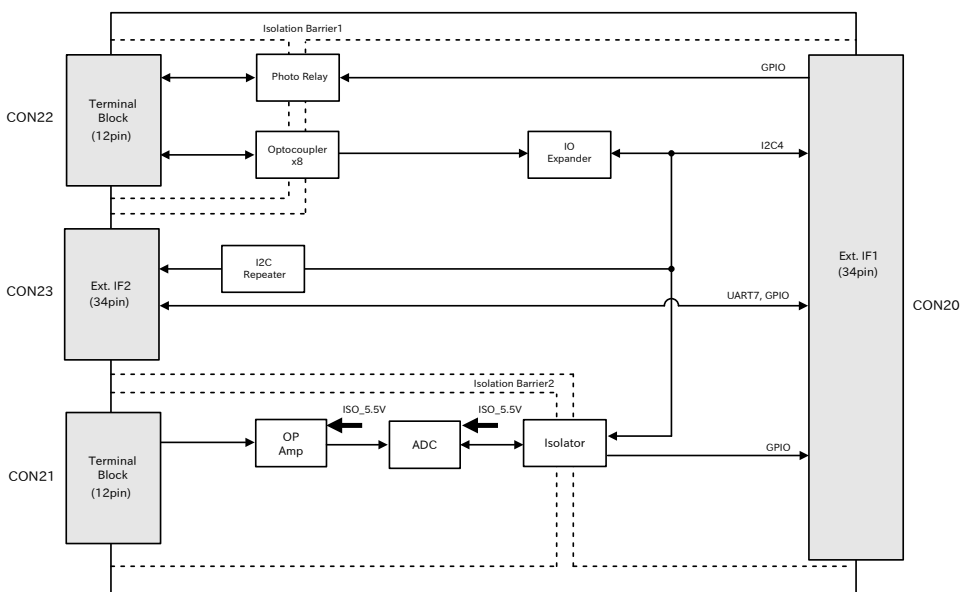 Isolation Barrier1
CON22
Terminal
Block
(12pin)
Photo Relay
GPIO
Optocoupler
x8
IO
Expander
I2C4
CON23
Ext. IF2
(34pin)
I2C
Repeater
UART7, GPIO
Ext. IF1
(34pin)
CON20
Isolation Barrier2
CON21
Terminal
Block
(12pin)
OP
Amp
ISO_5.5V
ADC
ISO_5.5V
Isolator
GPIO